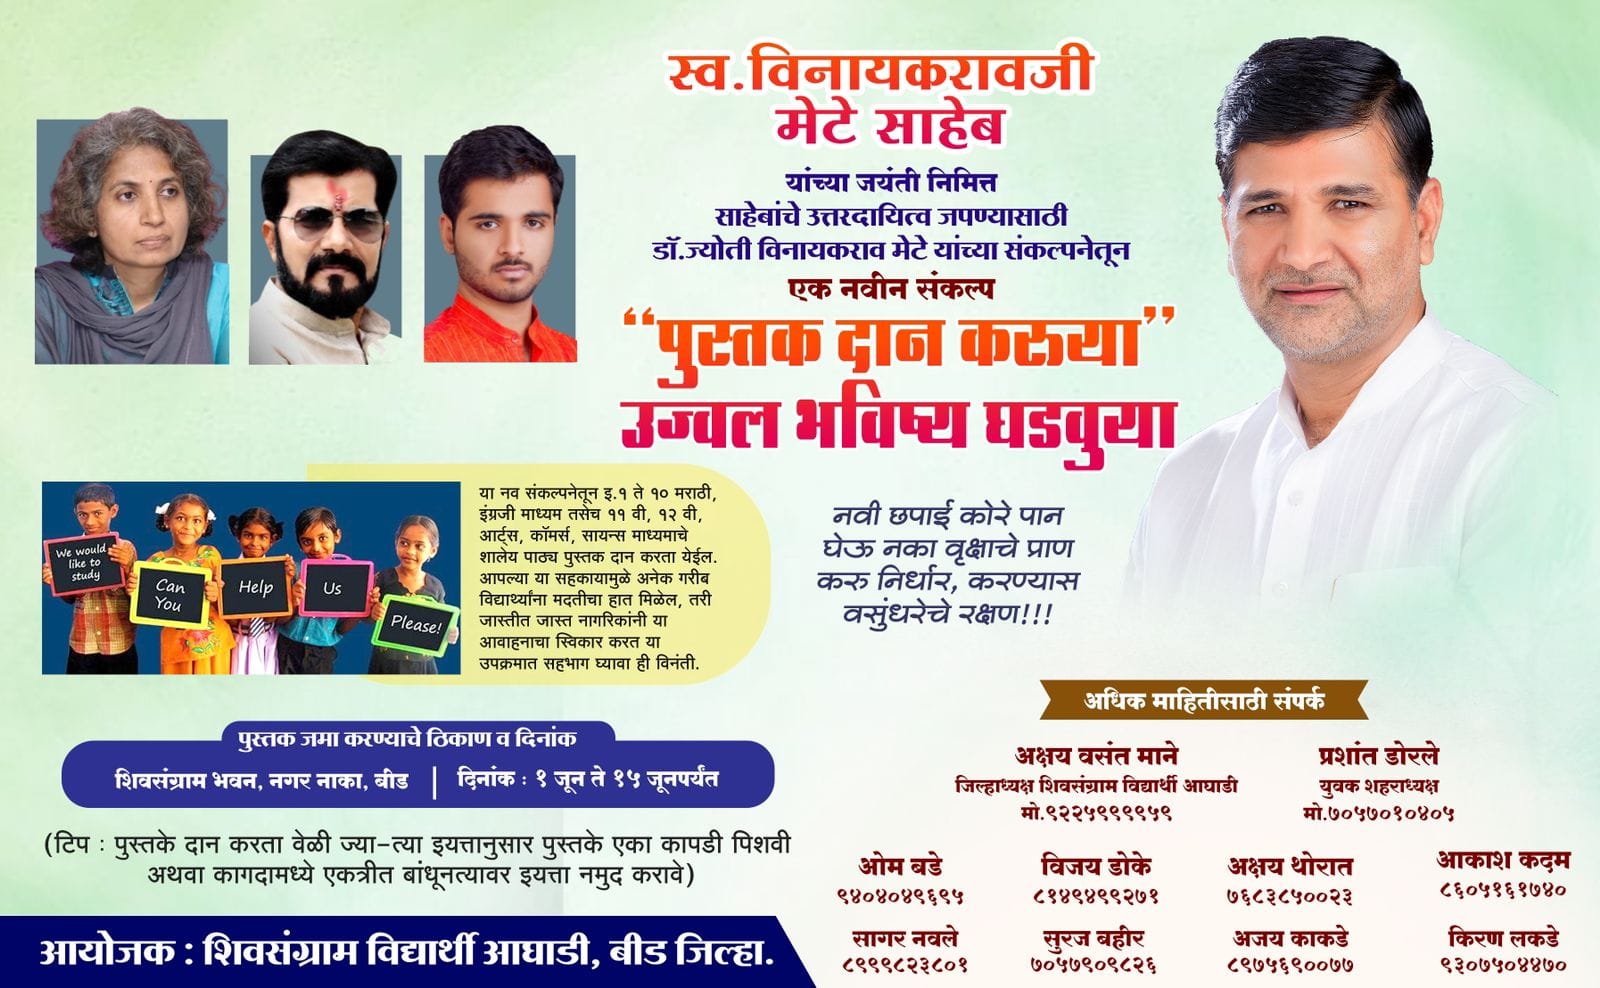 स्व.विनायकरावजी
मेटे साहेब
यांच्या जयंती निमित्त
साहेबांचे उत्तरदायित्व जपण्यासाठी
डॉ.ज्योती विनायकराव मेटे यांच्या संकल्पनेतून
एक नवीन संकल्प
“पुस्तक दान करूया”
उज्वल भविष्य घडवुया
We would
like to
study
Can
You
Help
Us
Please!
या नव संकल्पनेतून इ.१ ते १० मराठी,
इंग्रजी माध्यम तसेच ११ वी, १२ वी,
आर्ट्स, कॉमर्स, सायन्स माध्यमाचे
शालेय पाठ्य पुस्तक दान करता येईल.
आपल्या या सहकायामुळे अनेक गरीब
विद्यार्थ्यांना मदतीचा हात मिळेल, तरी
जास्तीत जास्त नागरिकांनी या
आवाहनाचा स्विकार करत या
उपक्रमात सहभाग घ्यावा ही विनंती.
नवी छपाई कोरे पान
घेऊ नका वृक्षाचे प्राण
करु निर्धार, करण्यास
वसुंधरेचे रक्षण!!!
पुस्तक जमा करण्याचे ठिकाण व दिनांक
शिवसंग्राम भवन, नगर नाका, बीड | दिनांक : १ जून ते १५ जूनपर्यंत
(टिप : पुस्तके दान करता वेळी ज्या-त्या इयत्तानुसार पुस्तके एका कापडी पिशवी
अथवा कागदामध्ये एकत्रीत बांधूनत्यावर इयत्ता नमुद करावे)
आयोजक : शिवसंग्राम विद्यार्थी आघाडी, बीड जिल्हा.
अधिक माहितीसाठी संपर्क
अक्षय वसंत माने
जिल्हाध्यक्ष शिवसंग्राम विद्यार्थी आघाडी
मो.९२२५९९९९५९
प्रशांत डोरले
युवक शहराध्यक्ष
मो.७०५७०१०४०५
ओम बडे
९४०४०४९६९५
विजय डोके
८१४९४९९२७१
अक्षय थोरात
७६८३८५००२३
आकाश कदम
८६०५१६१७४०
सागर नवले
८९९९८२३८०१
सुरज बहीर
७०५७९०९८२६
अजय काकडे
८९७५६९००७७
किरण लकडे
९३०७५०४४७०